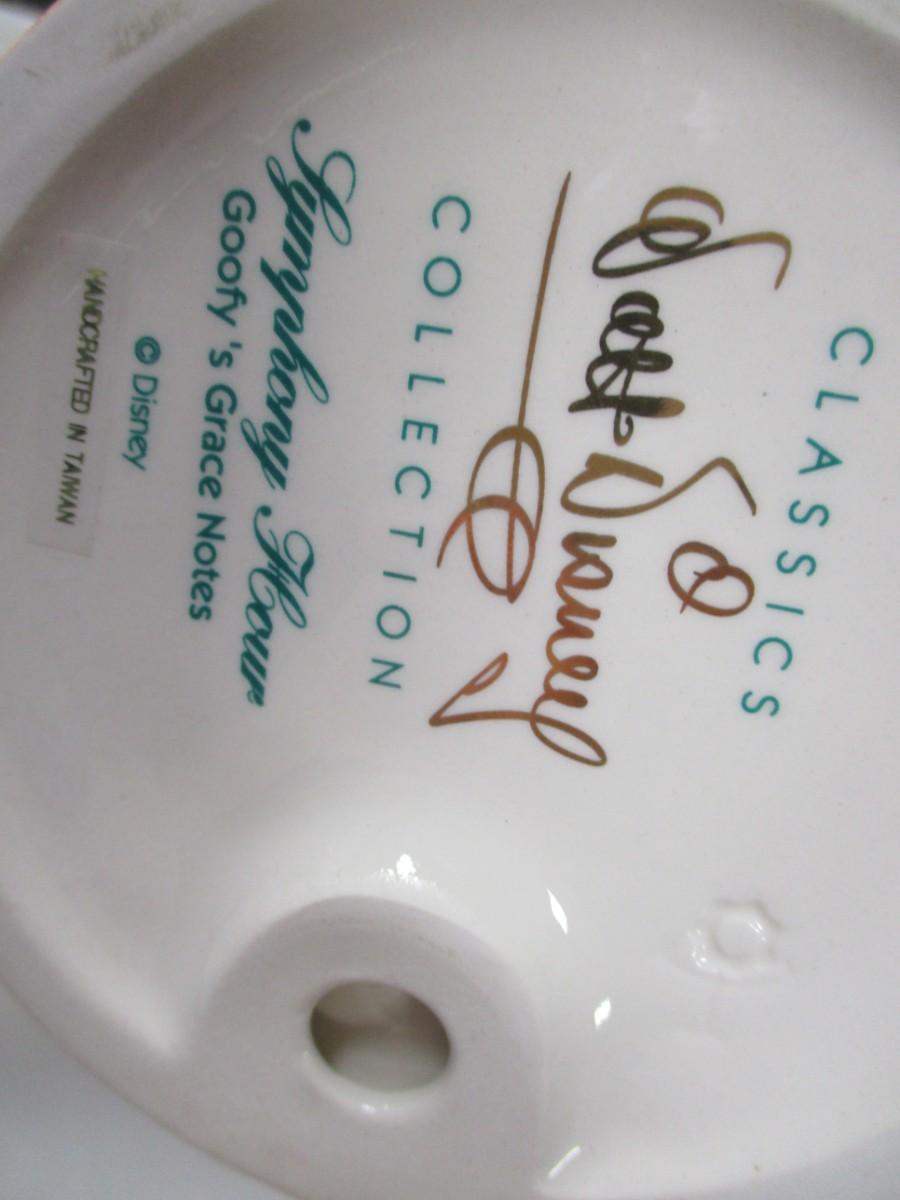 CLASSICS
Walt Disney
COLLECTION
Symphony Hour
Goofy's Grace Notes
© Disney
HANDCRAFTED IN TAIWAN